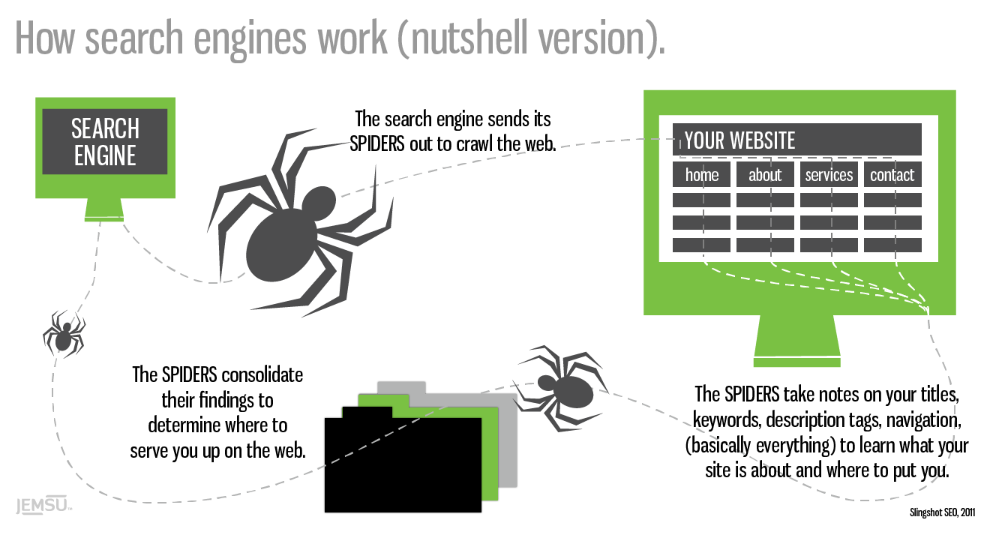 How search engines work (nutshell version).
SEARCH
ENGINE
The search engine sends its
SPIDERS out to crawl the web.
YOUR WEBSITE
home about services contact
The SPIDERS consolidate
their findings to
determine where to
serve you up on the web.
The SPIDERS take notes on your titles,
keywords, description tags, navigation,
(basically everything) to learn what your
site is about and where to put you.
JEMSU™
Slingshot SEO, 2011